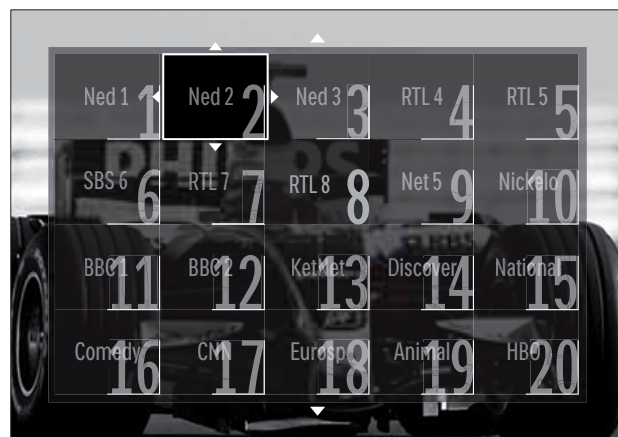 Ned 1 1 Ned 2 2 Ned 3 3 RTL 4 4 RTL 5 5
SBS 6 6 RTL 7 7 RTL 8 8 Net 5 9 Nickelo 10
BBC 1 11 BBC 2 12 KetNet 13 Discover 14 National 15
Comedy 16 CNN 17 Eurospo 18 Animal 19 HBO 20